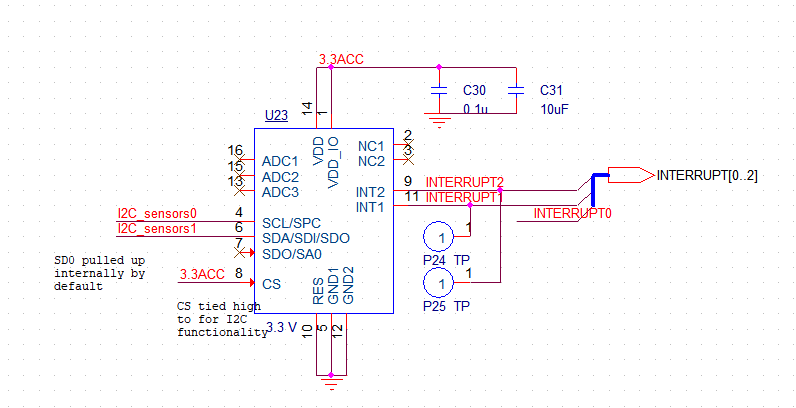 3.3ACC
C30
0.1u
C31
10uF
U23
14
1
VDD
VDD_IO
16
ADC1
15
ADC2
13
ADC3
2
NC1
3
NC2
9
INT2
INTERRUPT2
11
INT1
INTERRUPT1
INTERRUPT[0..2]
INTERRUPT0
I2C_sensors0
4
SCL/SPC
I2C_sensors1
6
SDA/SDI/SDO
7
SDO/SA0
SD0 pulled up
internally by
default
3.3ACC
8
CS
CS tied high
to for I2C
functionality
RES
GND1
GND2
3.3 V
10
5
12
1
1
P24 TP
1
1
P25 TP